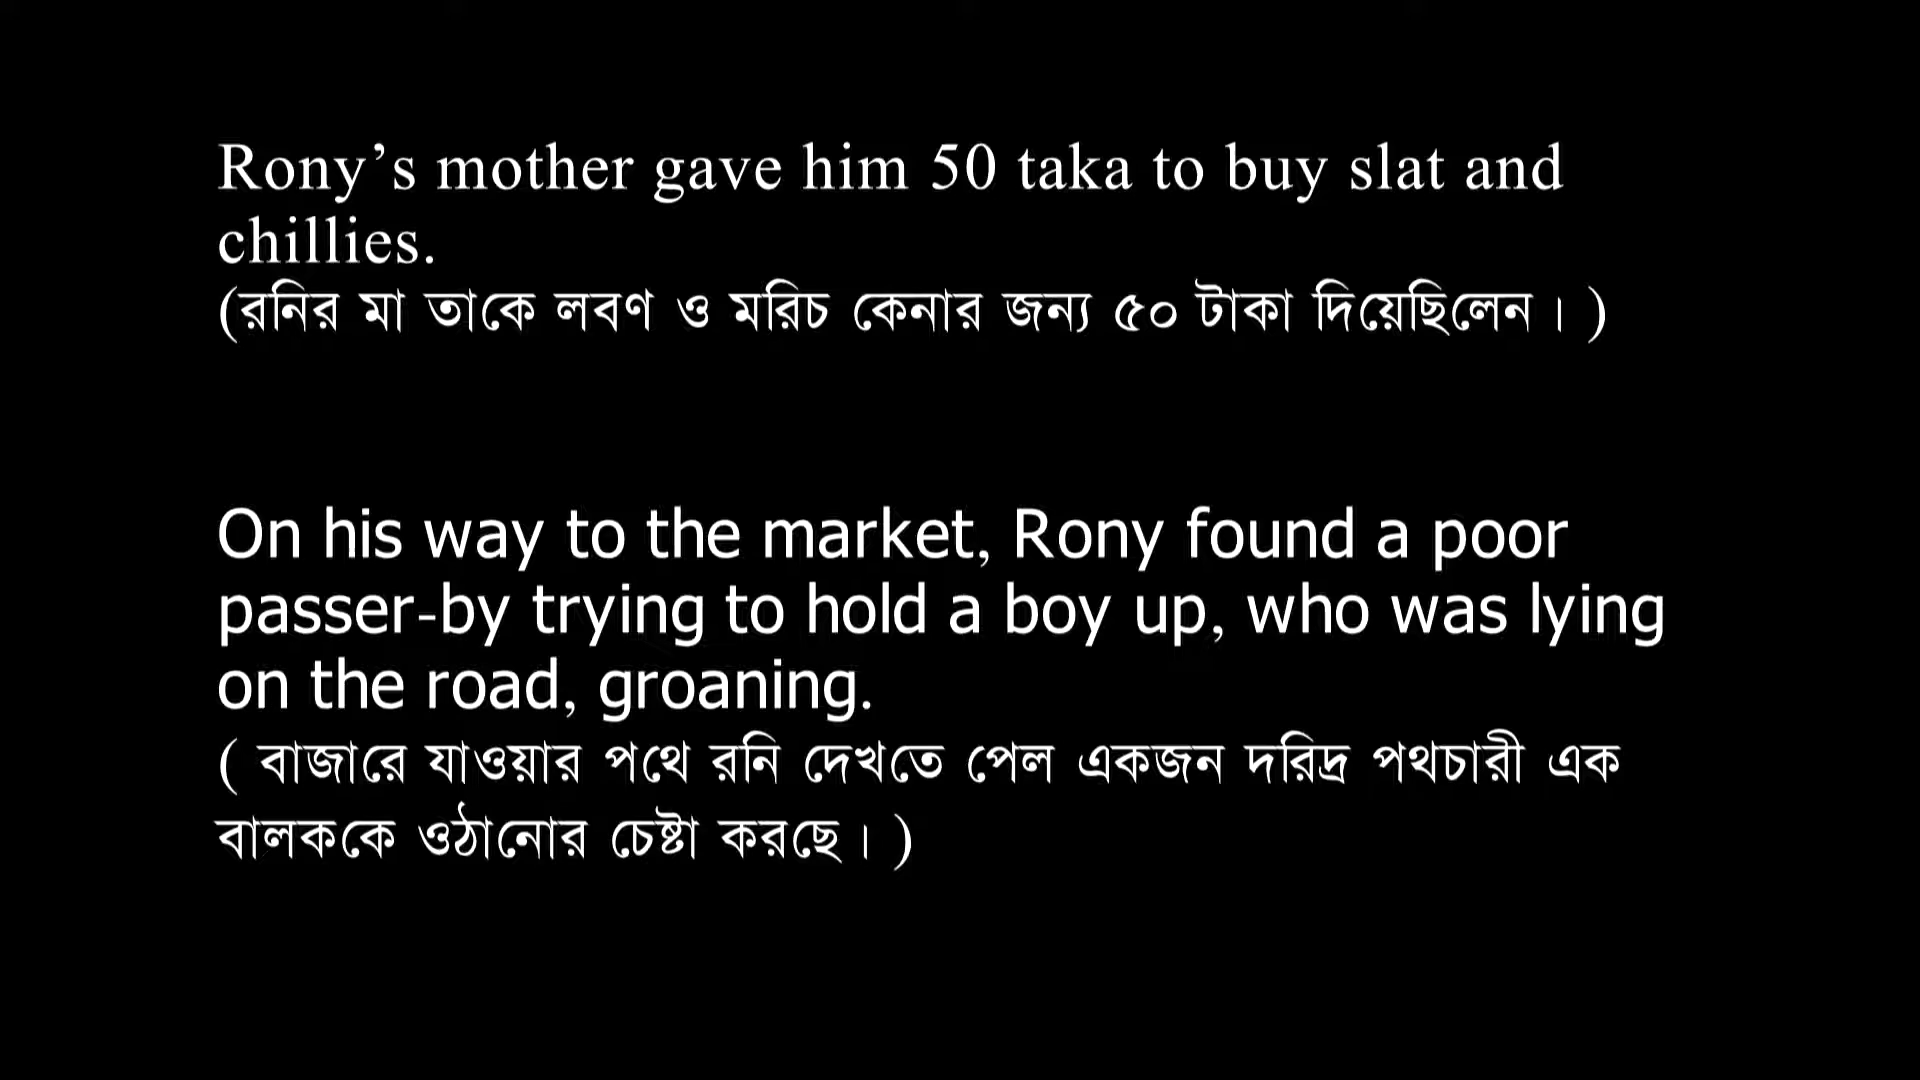 Rony’s mother gave him 50 taka to buy slat and
chillies.
(রনির মা তাকে লবণ ও মরিচ কেনার জন্য ৫০ টাকা দিয়েছিলেন। )
On his way to the market, Rony found a poor
passer-by trying to hold a boy up, who was lying
on the road, groaning.
( বাজারে যাওয়ার পথে রনি দেখতে পেল একজন দরিদ্র পথচারী এক
বালককে ওঠানোর চেষ্টা করছে। )